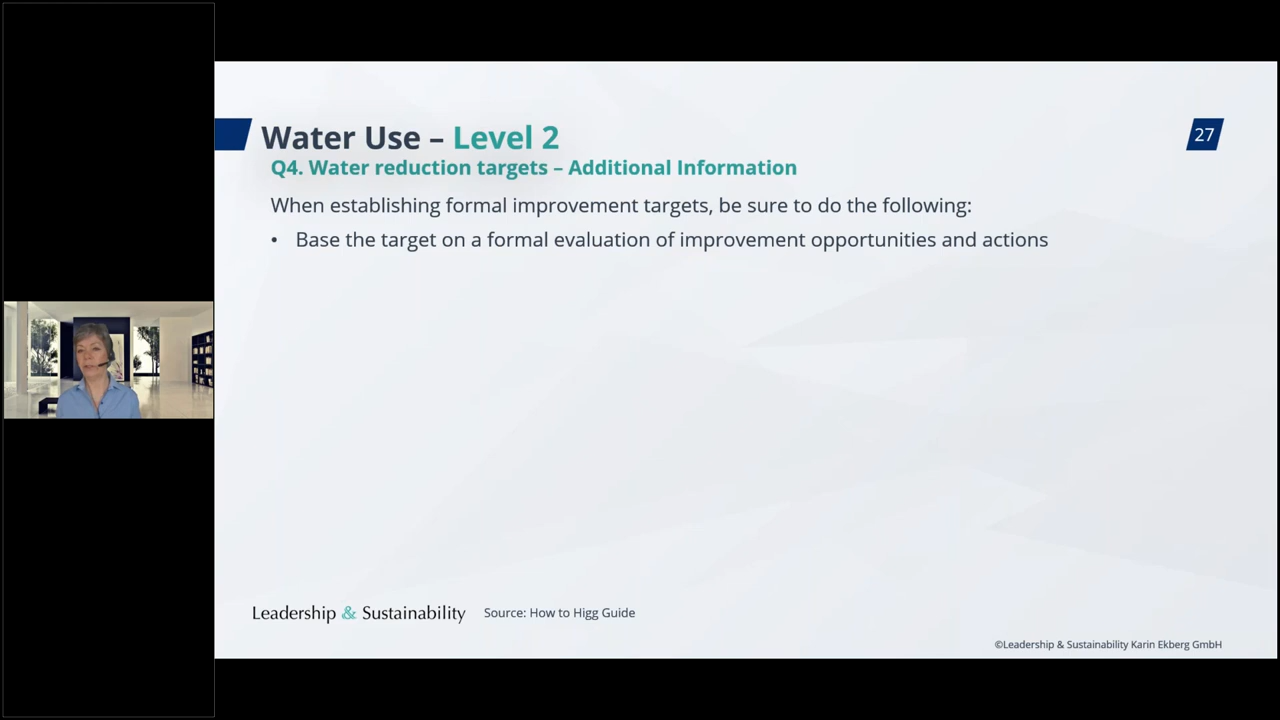 Water Use – Level 2
27
Q4. Water reduction targets – Additional Information
When establishing formal improvement targets, be sure to do the following:
• Base the target on a formal evaluation of improvement opportunities and actions
Leadership & Sustainability
Source: How to Higg Guide
©Leadership & Sustainability Karin Ekberg GmbH